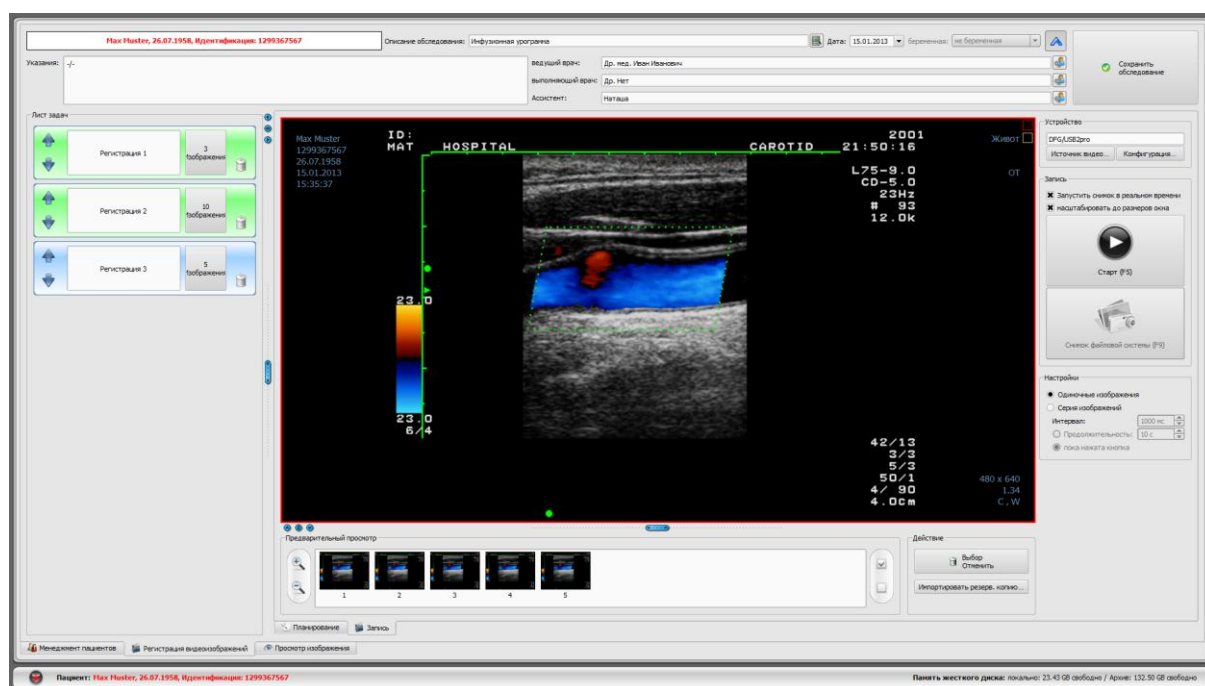 Max Muster, 26.07.1958, Идентификация: 1299367567
Описание обследования: Инфузионная урограмма
Дата: 15.01.2013
беременная: не беременная
Указания: -/-
ведущий врач: Др. мед. Иван Иванович
выполняющий врач: Др. Нет
Ассистент: Наташа
Сохранить
обследование
Лист задач
Регистрация 1
3
Регистрация 2
10
Регистрация 3
5
Max Muster
1299367567
26.07.1958
15.01.2013
15:35:37
ID: 2001
MAT HOSPITAL CAROTID 21:50:16
L75-9.0
CD-5.0
23Hz
# 93
12.0k
Живот
ОТ
23.0
23.0
6/4
42/13
3/3
5/3
50/1
4/ 90
4.0cm
480 x 640
1.34
C , W
Устройство
DFG/USB2pro
Источник видео... Конфигурация...
Запись
Запустить снимок в реальном времени
масштабировать до размеров окна
Старт (F5)
Снимок файловой системы (F9)
Настройки
Одиночные изображения
Серия изображений
Интервал: 1000 мс
Продолжительность: 10 с
пока нажата кнопка
Предварительный просмотр
1 2 3 4 5
Действие
Выбор
Отменить
Импортировать резерв. копию...
Планирование Запись
Менеджмент пациентов Регистрация видеоизображений Просмотр изображения
Пациент: Max Muster, 26.07.1958, Идентификация: 1299367567
Память жесткого диска: локально: 23.43 GB свободно / Архив: 132.50 GB свободно